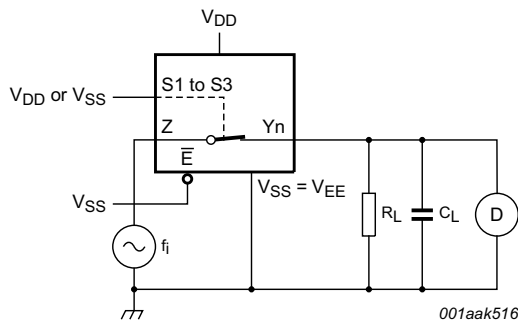 VDD
S1 to S3
VDD or VSS
Z
Yn
E
VSS = VEE
VSS
RL
CL
D
fi
001aak516